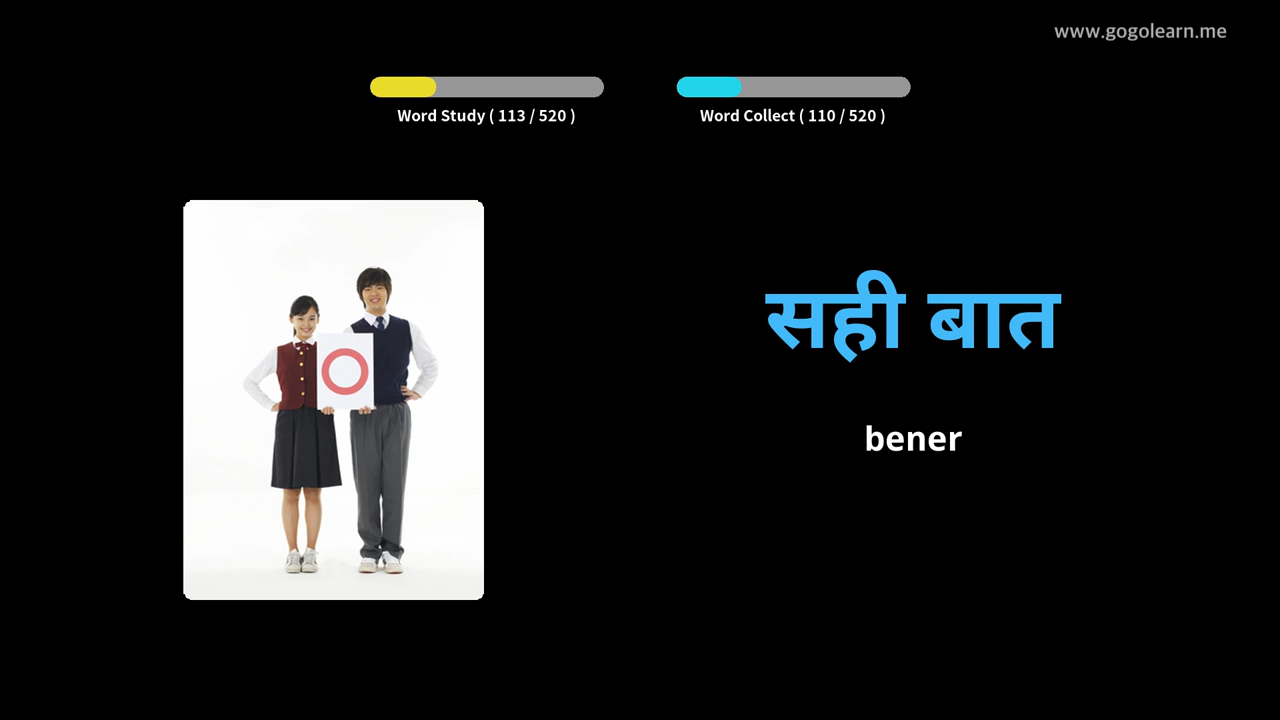 www.gogolearn.me
Word Study ( 113 / 520 )
Word Collect ( 110 / 520 )
सही बात
bener